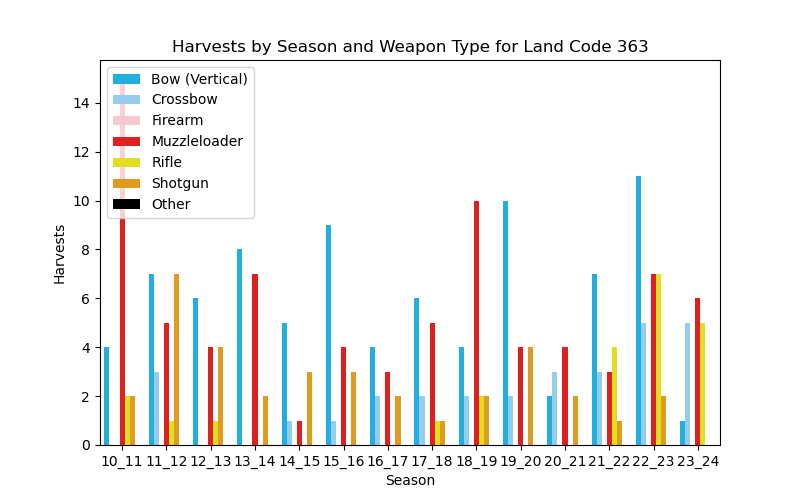 Harvests by Season and Weapon Type for Land Code 363
Bow (Vertical)
Crossbow
Firearm
Muzzleloader
Rifle
Shotgun
Other
14
12
10
8
6
4
2
0
Harvests
10_11 11_12 12_13 13_14 14_15 15_16 16_17 17_18 18_19 19_20 20_21 21_22 22_23 23_24
Season